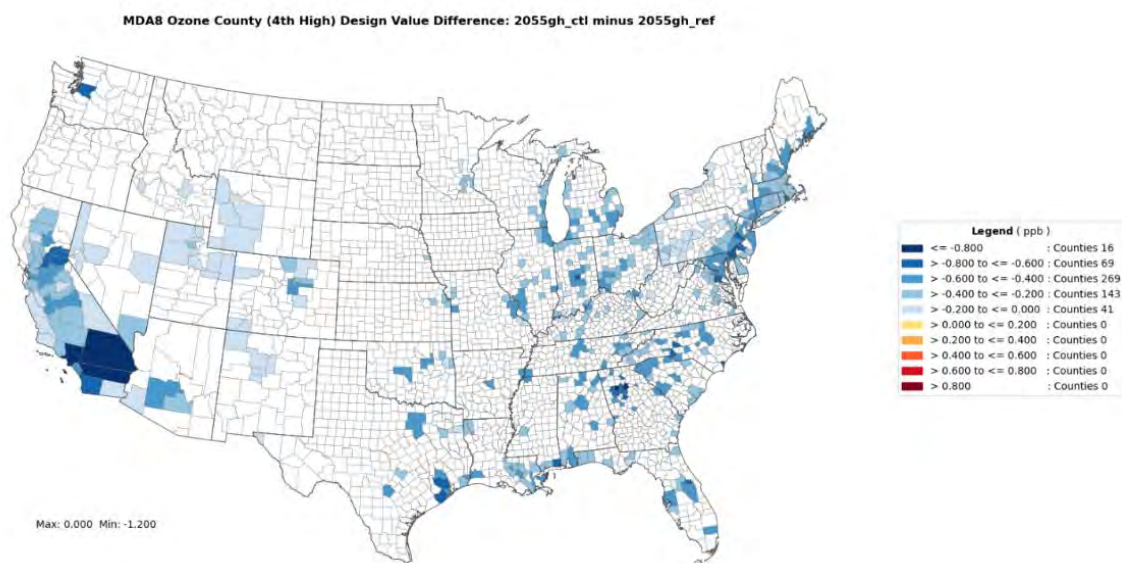 MDA8 Ozone County (4th High) Design Value Difference: 2055gh_ctl minus 2055gh_ref
Legend ( ppb )
<= -0.800 : Counties 16
> -0.800 to <= -0.600 : Counties 69
> -0.600 to <= -0.400 : Counties 269
> -0.400 to <= -0.200 : Counties 143
> -0.200 to <= 0.000 : Counties 41
> 0.000 to <= 0.200 : Counties 0
> 0.200 to <= 0.400 : Counties 0
> 0.400 to <= 0.600 : Counties 0
> 0.600 to <= 0.800 : Counties 0
> 0.800 : Counties 0
Max: 0.000 Min: -1.200